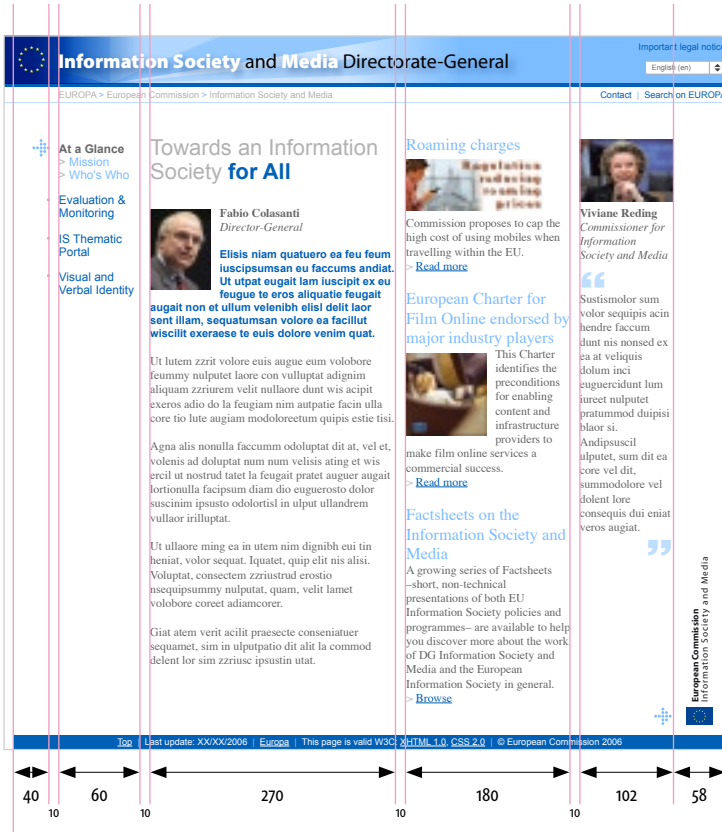 Important legal notice
Information Society and Media Directorate-General
English (en)
EUROPA > European Commission > Information Society and Media
Contact | Search on EUROPA
At a Glance
> Mission
> Who's Who
Evaluation &
Monitoring
IS Thematic
Portal
Visual and
Verbal Identity
Towards an Information
Society for All
Fabio Colasanti
Director-General
Elisis niam quatuero ea feu feum
iuscipsumsan eu faccums andiat.
Ut utpat eugait lam iuscipit ex eu
feugue te eros aliquatie feugait
augait non et ullum velenibh elisl delit laor
sent illam, sequatumsan volore ea facillut
wiscilit exeraese te euis dolore venim quat.
Ut lutem zzrit volore euis augue eum volobore
feummy nulputet laore con vulluptat adignim
aliquam zzriurem velit nullaore dunt wis acipit
exeros adio do la feugiam nim autpatie facin ulla
core tio lute augiam modoloreetum quipis estie tisi.
Agna alis nonulla faccumm odoluptat dit at, vel et,
volenis ad doluptat num num velisis ating et wis
ercil ut nostrud tatet la feugait pratet auguer augait
lortionulla facipsum diam dio euguerosto dolor
suscinim ipsusto odolortisl in ulput ullandrem
vullaor irilluptat.
Ut ullaore ming ea in utem nim dignibh eui tin
heniat, volor sequat. Iquatet, quip elit nis alisi.
Voluptat, consectem zzriustrud erostio
nsequipsummy nulputat, quam, velit lamet
volobore coreet adiamcorer.
Giat atem verit acilit praesecte conseniatuer
sequamet, sim in ulputpatio dit alit la commod
delent lor sim zzriusc ipsustin utat.
Roaming charges
Regulation
reducing
roaming
prices
Commission proposes to cap the
high cost of using mobiles when
travelling within the EU.
> Read more
European Charter for
Film Online endorsed by
major industry players
This Charter
identifies the
preconditions
for enabling
content and
infrastructure
providers to
make film online services a
commercial success.
> Read more
Factsheets on the
Information Society and
Media
A growing series of Factsheets
–short, non-technical
presentations of both EU
Information Society policies and
programmes– are available to help
you discover more about the work
of DG Information Society and
Media and the European
Information Society in general.
> Browse
Viviane Reding
Commissioner for
Information
Society and Media
“
Sustismolor sum
volor sequipis acin
hendre faccum
dunt nis nonsed ex
ea at veliquis
dolum inci
euguercidunt lum
iureet nulputet
pratummod duipisi
blaor si.
Andipsuscil
ulputet, sum dit ea
core vel dit,
summodolore vel
dolent lore
consequis dui eniat
veros augiat.
”
European Commission
Information Society and Media
Top | Last update: XX/XX/2006 | Europa | This page is valid W3C: XHTML 1.0, CSS 2.0 | © European Commission 2006
40 60 270 180 102 58
10 10 10 10